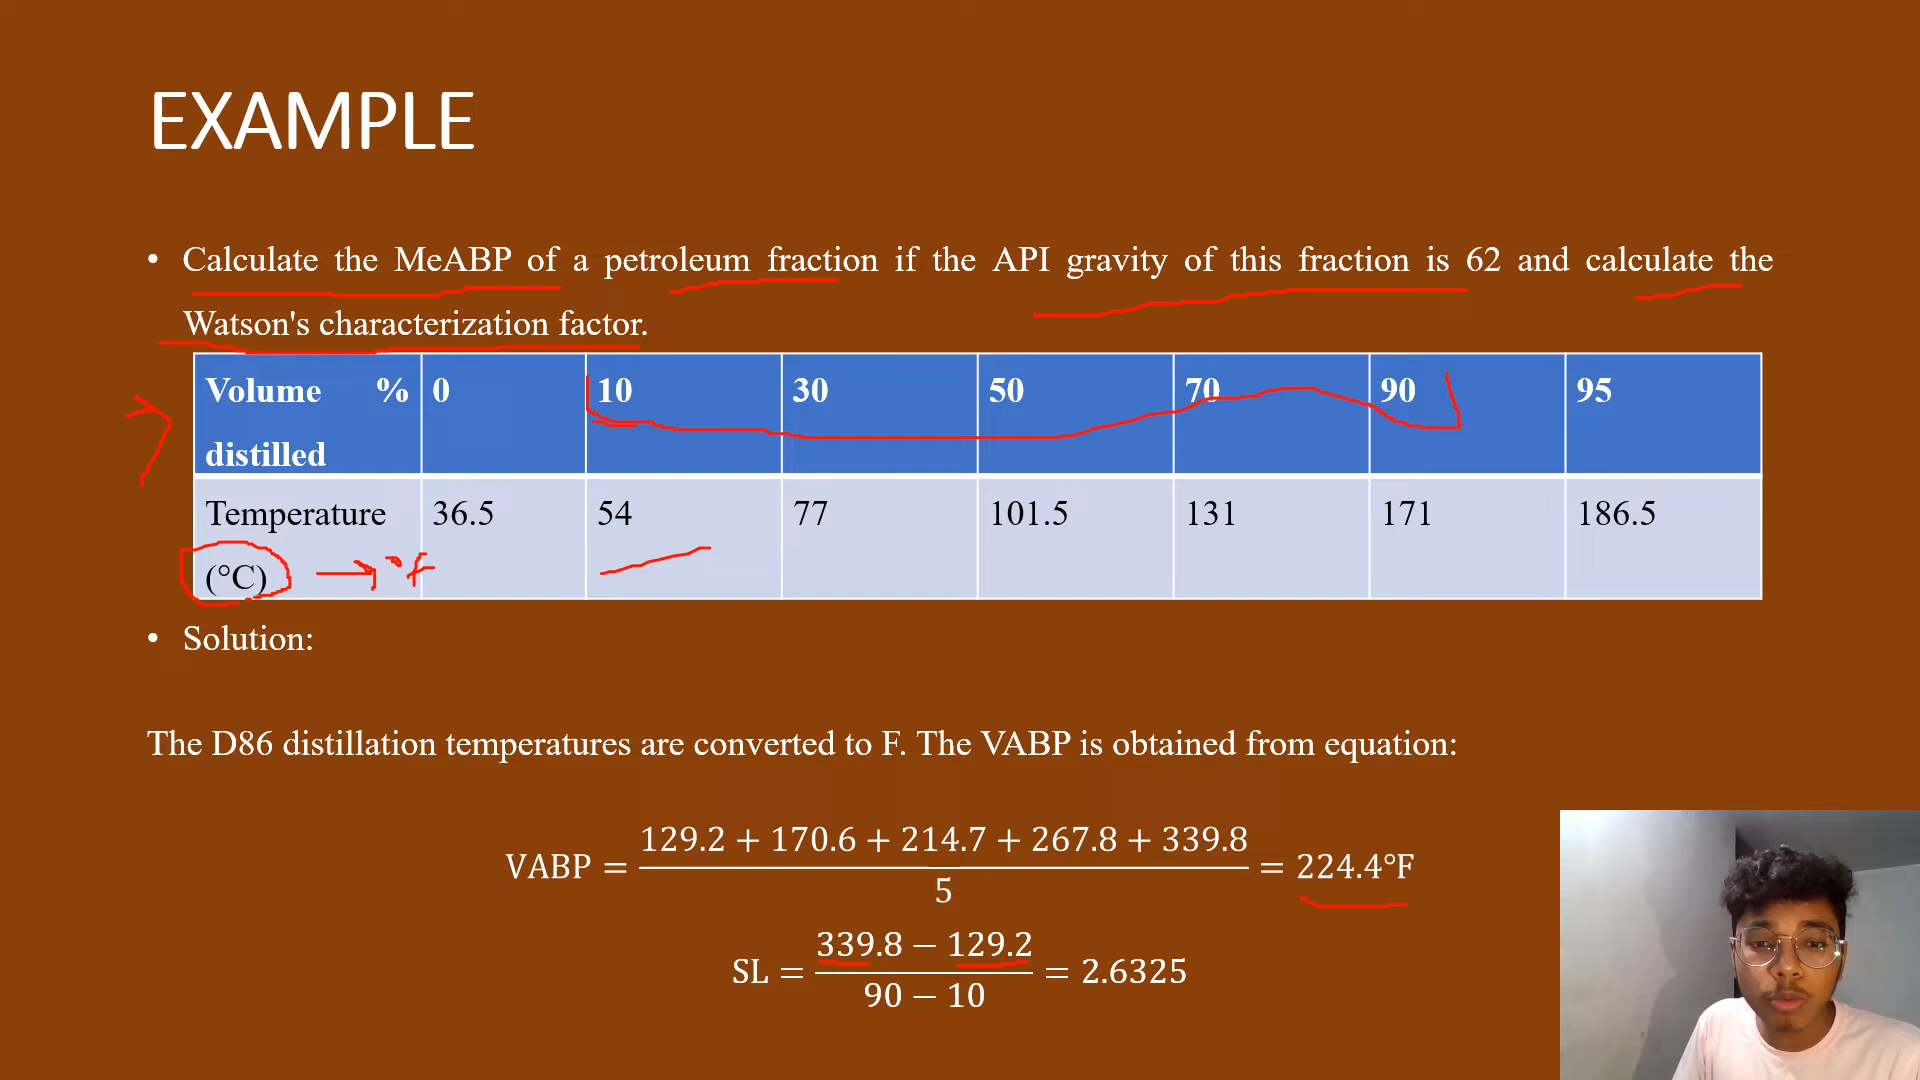 EXAMPLE
• Calculate the MeABP of a petroleum fraction if the API gravity of this fraction is 62 and calculate the
Watson's characterization factor.
Volume % distilled 0 10 30 50 70 90 95
Temperature (°C) 36.5 54 77 101.5 131 171 186.5
→ °F
• Solution:
The D86 distillation temperatures are converted to F. The VABP is obtained from equation:
VABP = (129.2 + 170.6 + 214.7 + 267.8 + 339.8) / 5 = 224.4°F
SL = (339.8 − 129.2) / (90 − 10) = 2.6325